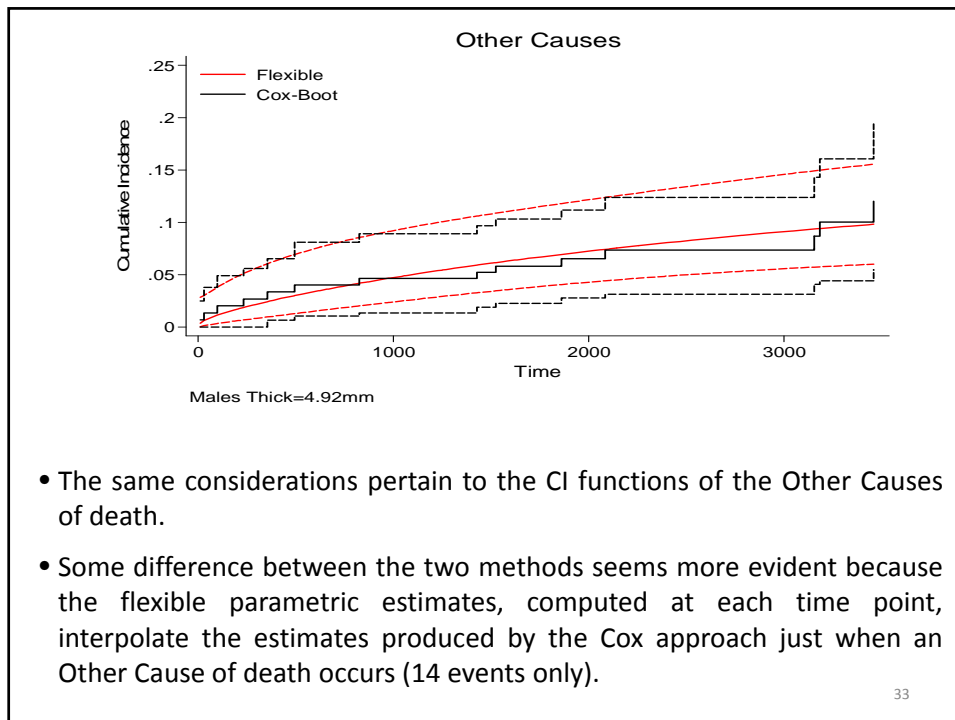 Other Causes
Flexible
Cox-Boot
.25
.2
.15
.1
.05
0
Cumulative Incidence
0 1000 2000 3000
Time
Males Thick=4.92mm
• The same considerations pertain to the CI functions of the Other Causes
of death.
• Some difference between the two methods seems more evident because
the flexible parametric estimates, computed at each time point,
interpolate the estimates produced by the Cox approach just when an
Other Cause of death occurs (14 events only).
33